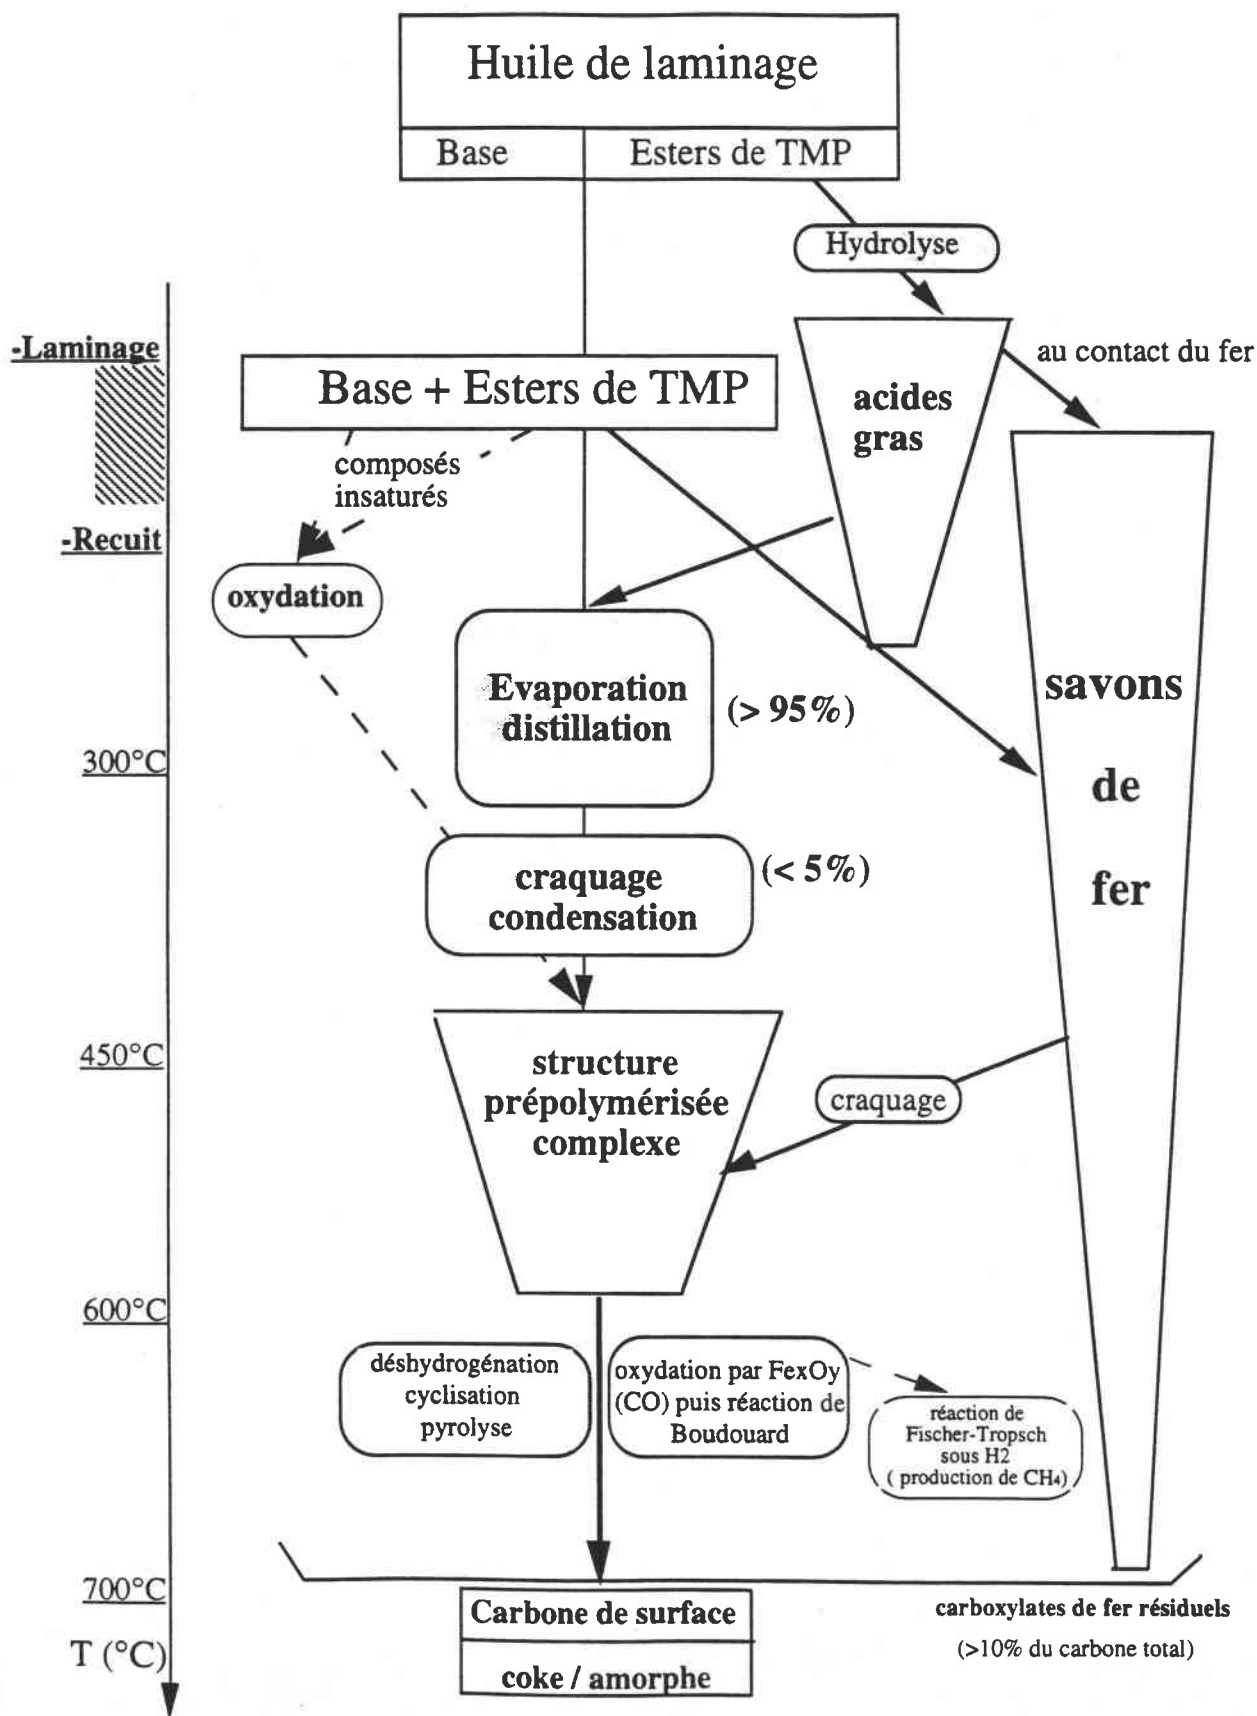 Huile de laminage
Base
Esters de TMP
Hydrolyse
-Laminage
au contact du fer
Base + Esters de TMP
acides
gras
composés
insaturés
-Recuit
oxydation
Evaporation
distillation
(> 95%)
savons
de
fer
300°C
craquage
condensation
(< 5%)
450°C
structure
prépolymérisée
complexe
craquage
600°C
déshydrogénation
cyclisation
pyrolyse
oxydation par FexOy
(CO) puis réaction de
Boudouard
réaction de
Fischer-Tropsch
sous H2
( production de CH4)
700°C
Carbone de surface
coke / amorphe
carboxylates de fer résiduels
(>10% du carbone total)
T (°C)